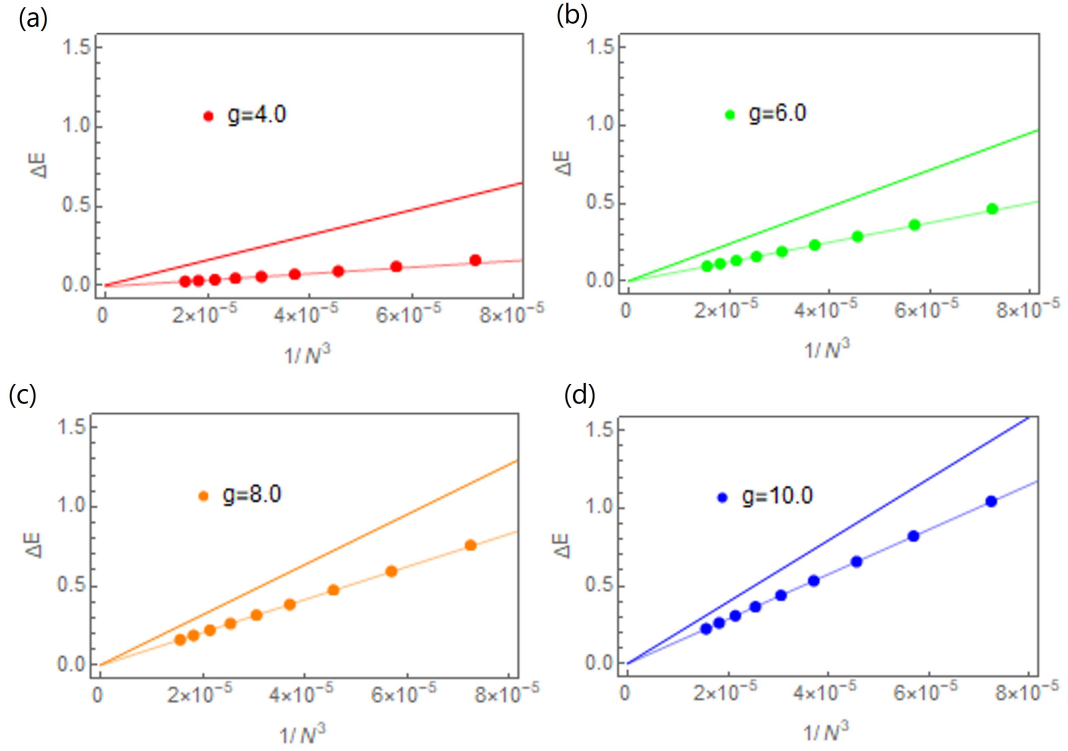 (a)
1.5
1.0
0.5
0.0
ΔE
g=4.0
0
2×10⁻⁵
4×10⁻⁵
6×10⁻⁵
8×10⁻⁵
1/N³
(b)
1.5
1.0
0.5
0.0
ΔE
g=6.0
0
2×10⁻⁵
4×10⁻⁵
6×10⁻⁵
8×10⁻⁵
1/N³
(c)
1.5
1.0
0.5
0.0
ΔE
g=8.0
0
2×10⁻⁵
4×10⁻⁵
6×10⁻⁵
8×10⁻⁵
1/N³
(d)
1.5
1.0
0.5
0.0
ΔE
g=10.0
0
2×10⁻⁵
4×10⁻⁵
6×10⁻⁵
8×10⁻⁵
1/N³